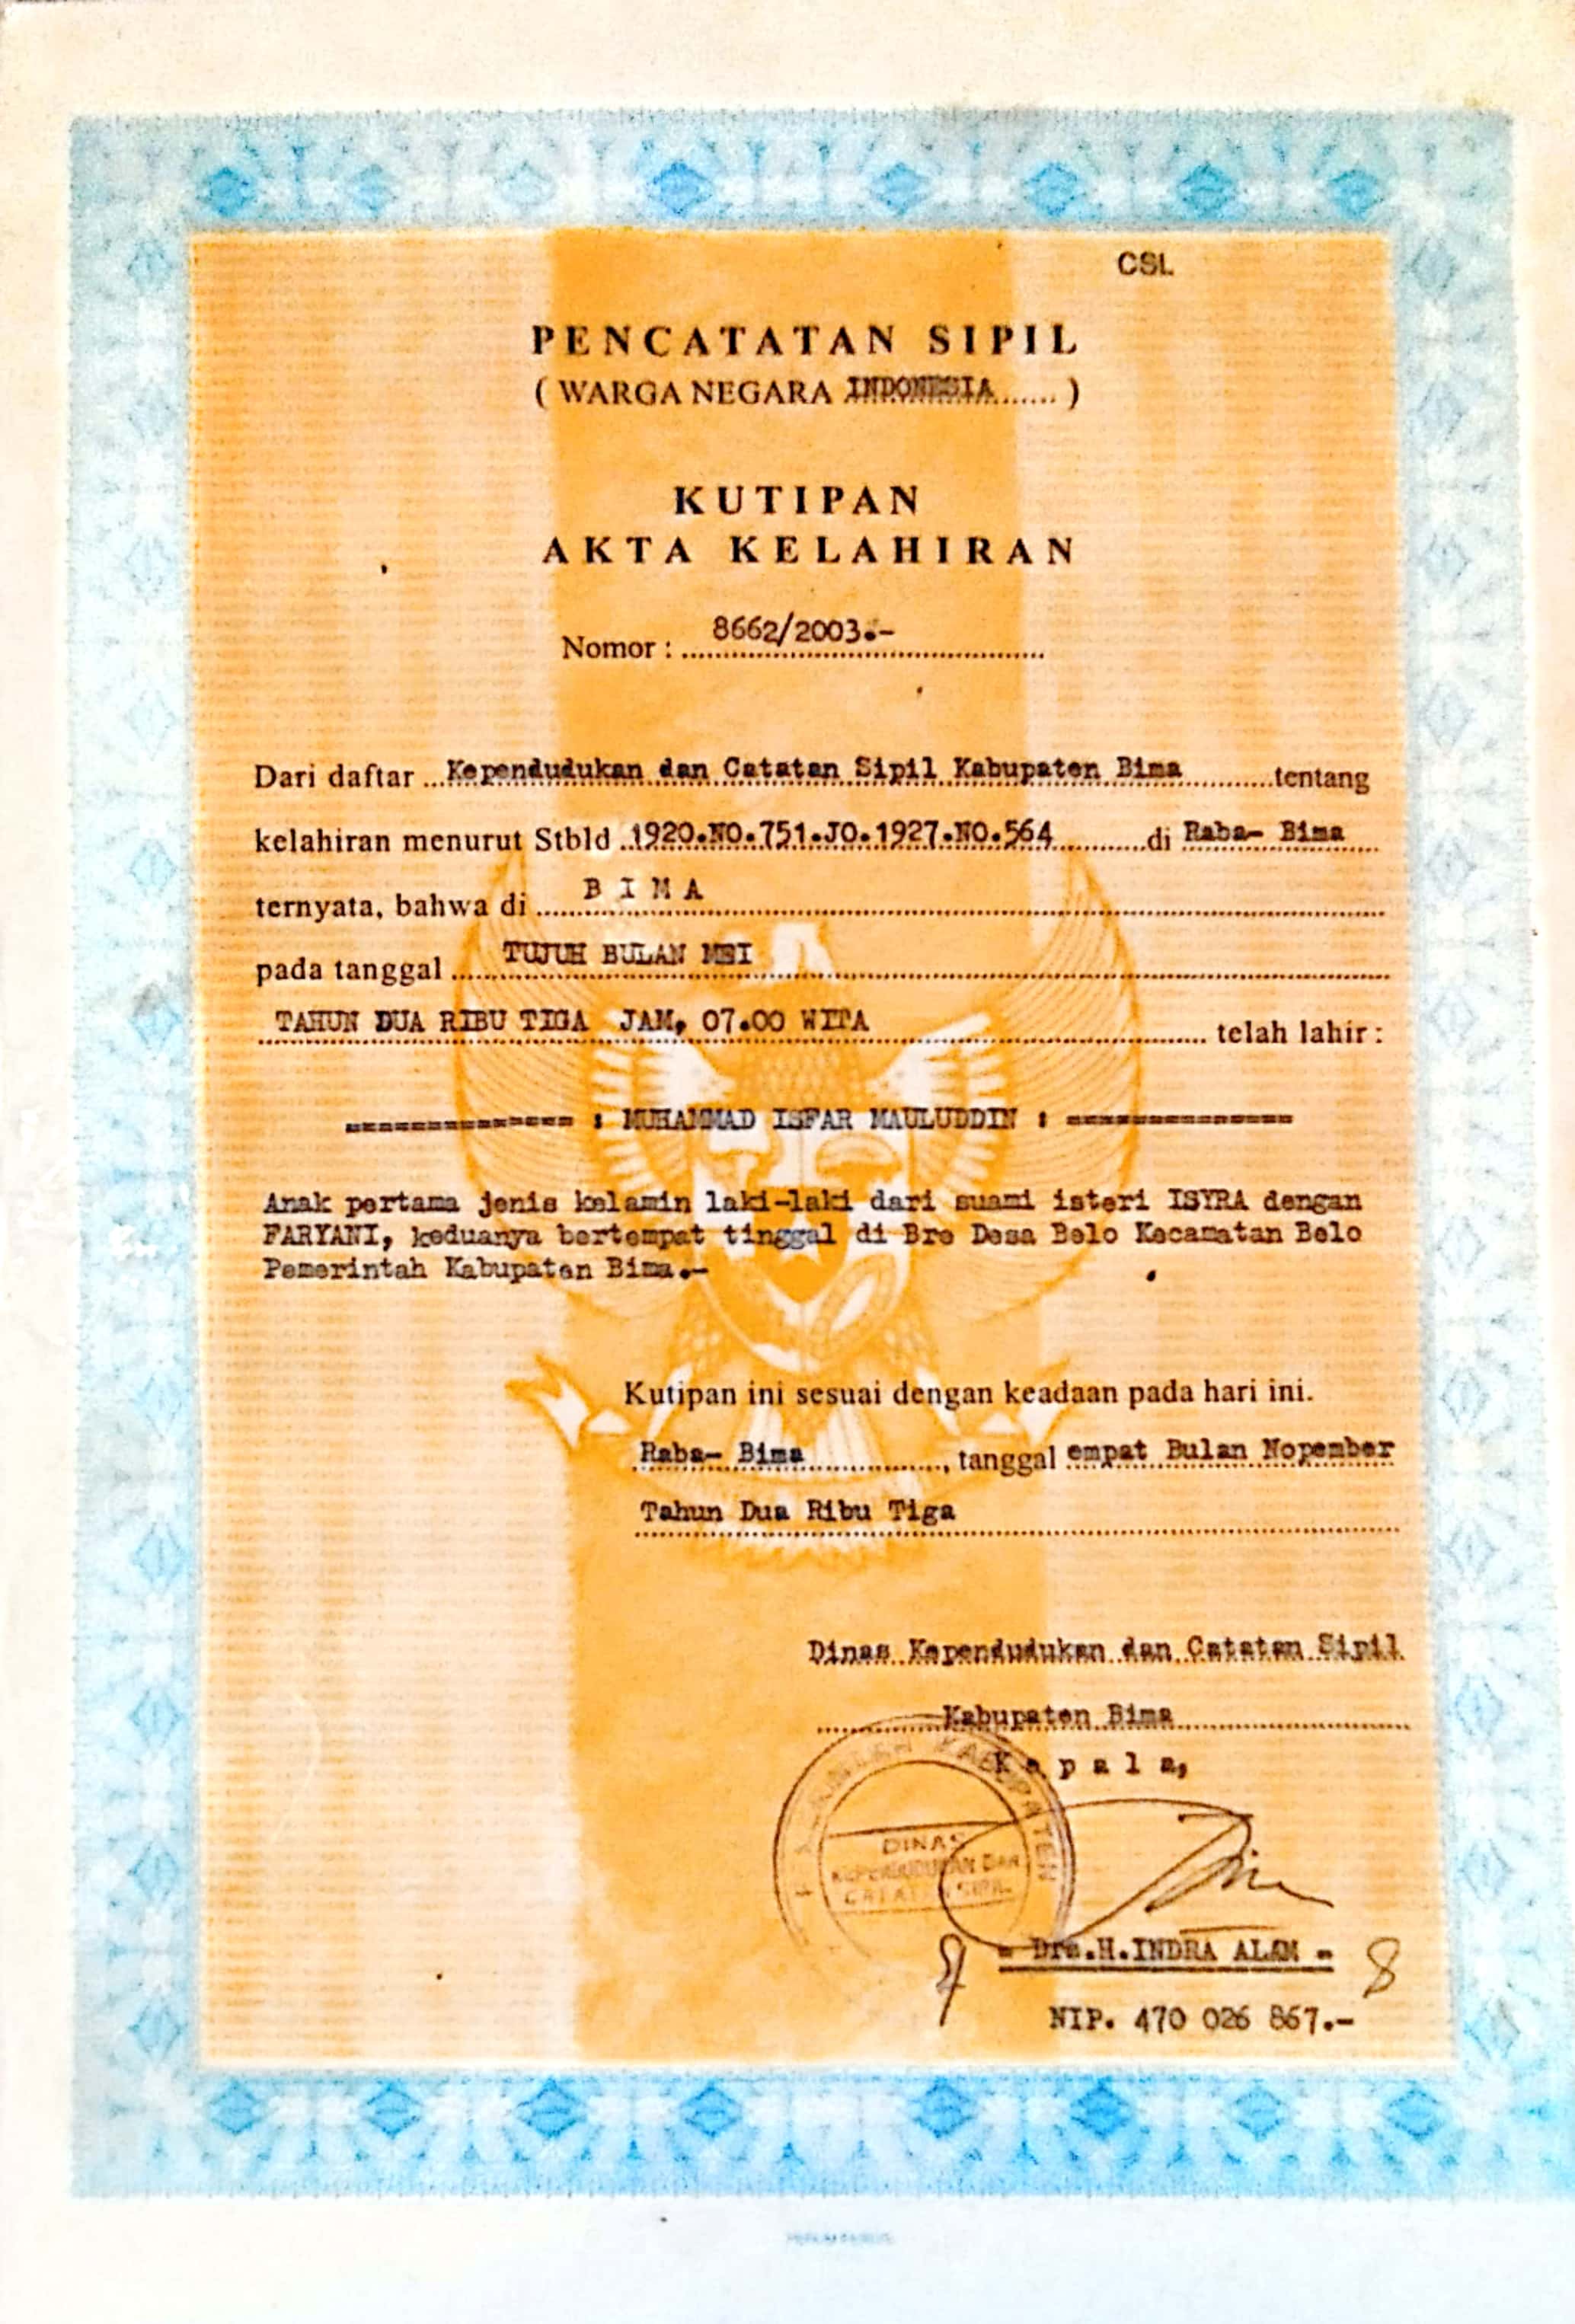 CSL
PENCATATAN SIPIL
( WARGA NEGARA INDONESIA...... )
KUTIPAN
AKTA KELAHIRAN
Nomor : 8662/2003.-
Dari daftar Kependudukan dan Catatan Sipil Kabupaten Bima tentang
kelahiran menurut Stbld 1920.NO.751.JO.1927.NO.564 di Raba- Bima
ternyata, bahwa di B I M A
pada tanggal TUJUH BULAN MEI
TAHUN DUA RIBU TIGA JAM, 07.00 WITA telah lahir :
=============== : MUHAMMAD ISFAR MAULUDDIN : ===============
Anak pertama jenis kelamin laki-laki dari suami isteri ISYRA dengan
FARYANI, keduanya bertempat tinggal di Bre Desa Belo Kecamatan Belo
Pemerintah Kabupaten Bima.-
Kutipan ini sesuai dengan keadaan pada hari ini.
Raba- Bima, tanggal empat Bulan Nopember
Tahun Dua Ribu Tiga
Dinas Kependudukan dan Catatan Sipil
Kabupaten Bima
K e p a l a,
KABUPATEN
DINAS
KEPENDUDUKAN DAN
CATATAN SIPIL
- Drs.H.INDRA ALAM -
8
NIP. 470 026 867.-